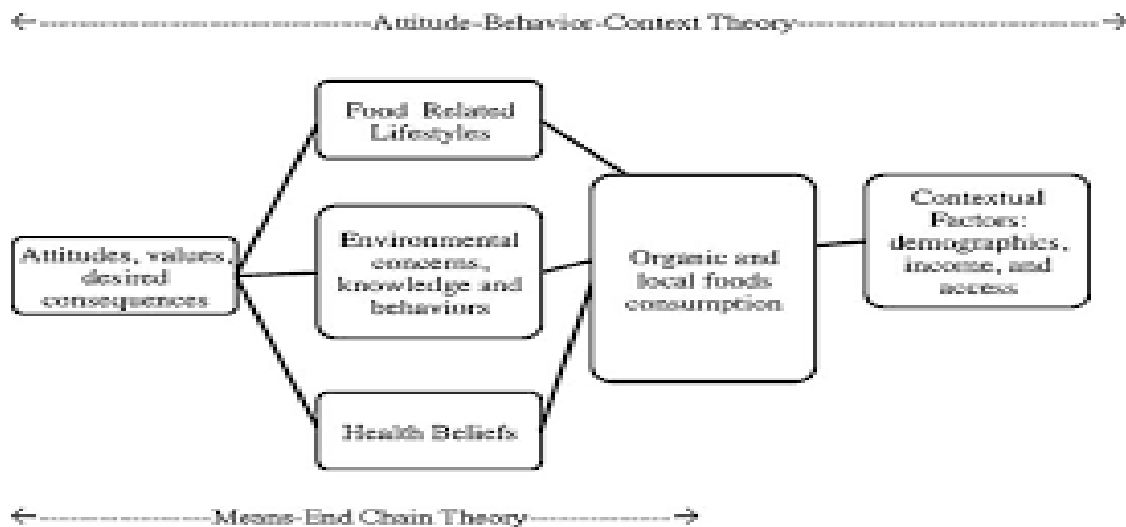 Attitude-Behavior-Context Theory
Food Related
Lifestyles
Attitudes, values,
desired
consequences
Environmental
concerns,
knowledge and
behaviors
Health Beliefs
Organic and
local foods
consumption
Contextual
Factors:
demographics,
income, and
access
Means-End Chain Theory